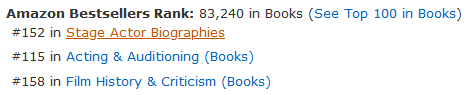 Amazon Bestsellers Rank: 83,240 in Books (See Top 100 in Books)
#152 in Stage Actor Biographies
#115 in Acting & Auditioning (Books)
#158 in Film History & Criticism (Books)